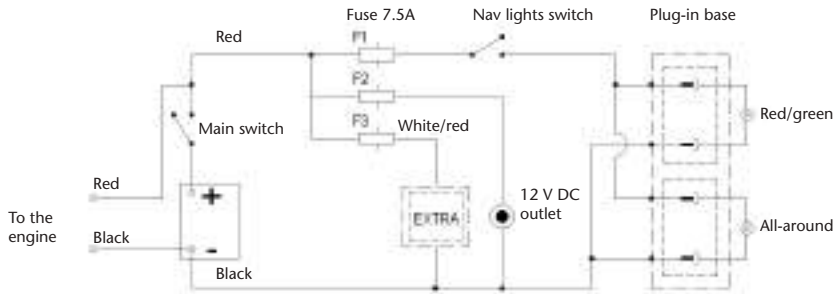 Fuse 7.5A
Nav lights switch
Plug-in base
Red
F1
F2
F3
Main switch
White/red
Red/green
Red
+
EXTRA
12 V DC
outlet
To the
engine
Black
-
All-around
Black